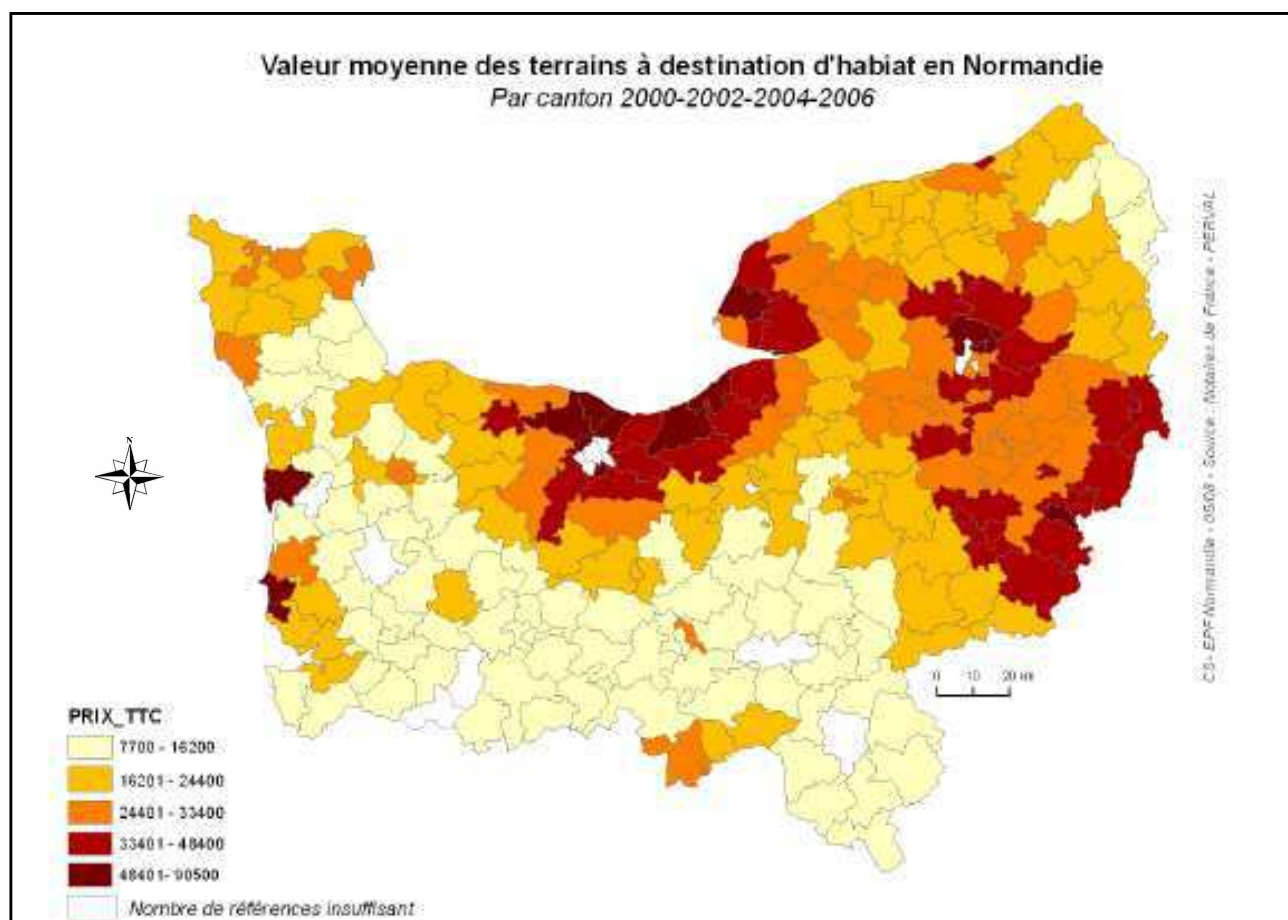 Valeur moyenne des terrains à destination d'habiat en Normandie
Par canton 2000-2002-2004-2006
N
CS - EPF Normandie - 05/08 - Source : Notaires de France - PERVAL
0 10 20 km
PRIX_TTC
7700 - 16200
16201 - 24400
24401 - 33400
33401 - 48400
48401 - 90500
Nombre de références insuffisant